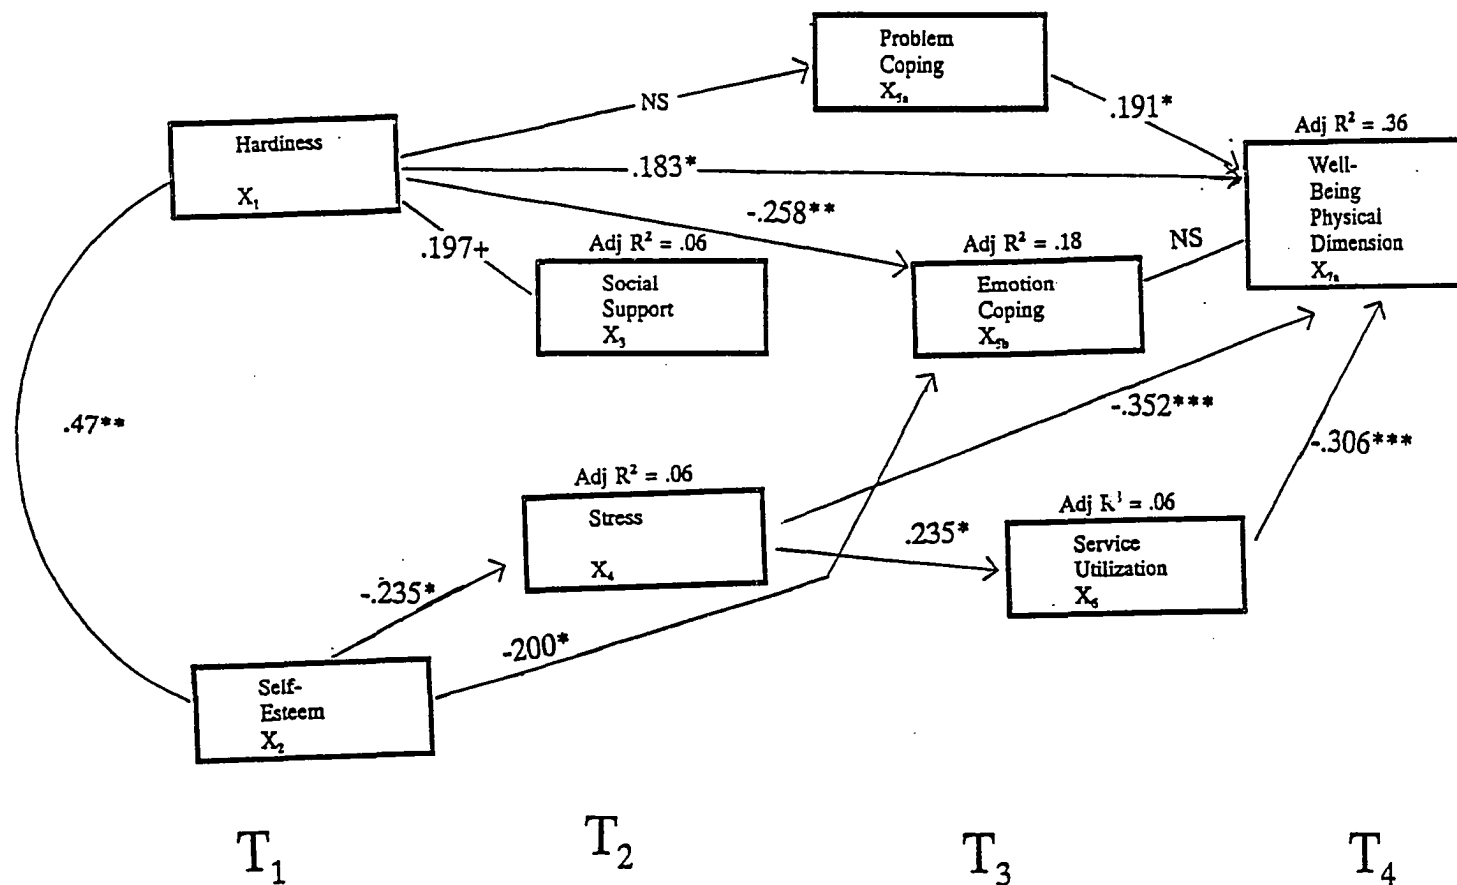 Problem
Coping
X₅ₐ
NS
.191*
Adj R² = .36
Hardiness
X₁
.183*
Well-
Being
Physical
Dimension
X₇ₐ
-.258**
.197+
Adj R² = .06
Social
Support
X₃
Adj R² = .18
Emotion
Coping
X₅b
NS
.47**
-.352***
-.306***
Adj R² = .06
Stress
X₄
.235*
Adj R² = .06
Service
Utilization
X₆
-.235*
-200*
Self-
Esteem
X₂
T₁
T₂
T₃
T₄